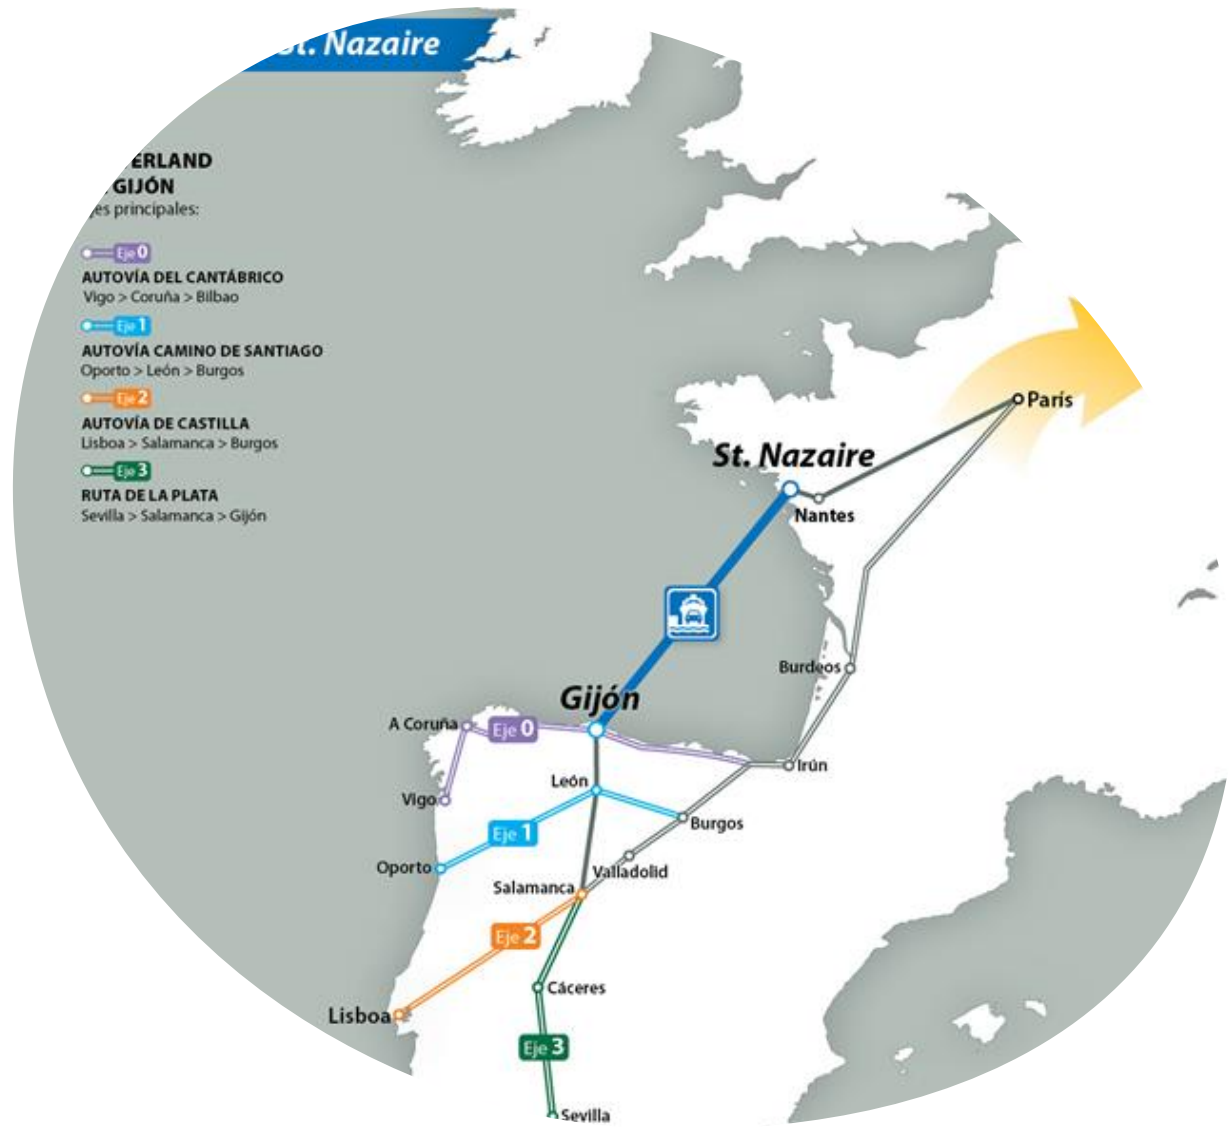 St. Nazaire
ERLAND
GIJÓN
es principales:
Eje 0
AUTOVÍA DEL CANTÁBRICO
Vigo > Coruña > Bilbao
Eje 1
AUTOVÍA CAMINO DE SANTIAGO
Oporto > León > Burgos
Eje 2
AUTOVÍA DE CASTILLA
Lisboa > Salamanca > Burgos
Eje 3
RUTA DE LA PLATA
Sevilla > Salamanca > Gijón
París
St. Nazaire
Nantes
Burdeos
Gijón
A Coruña
Eje 0
Irún
León
Vigo
Burgos
Eje 1
Oporto
Valladolid
Salamanca
Eje 2
Cáceres
Lisboa
Eje 3
Sevilla